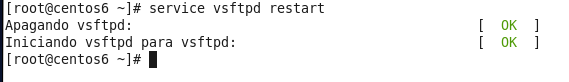 [root@centos6 ~]# service vsftpd restart
Apagando vsftpd: [ OK ]
Iniciando vsftpd para vsftpd: [ OK ]
[root@centos6 ~]#